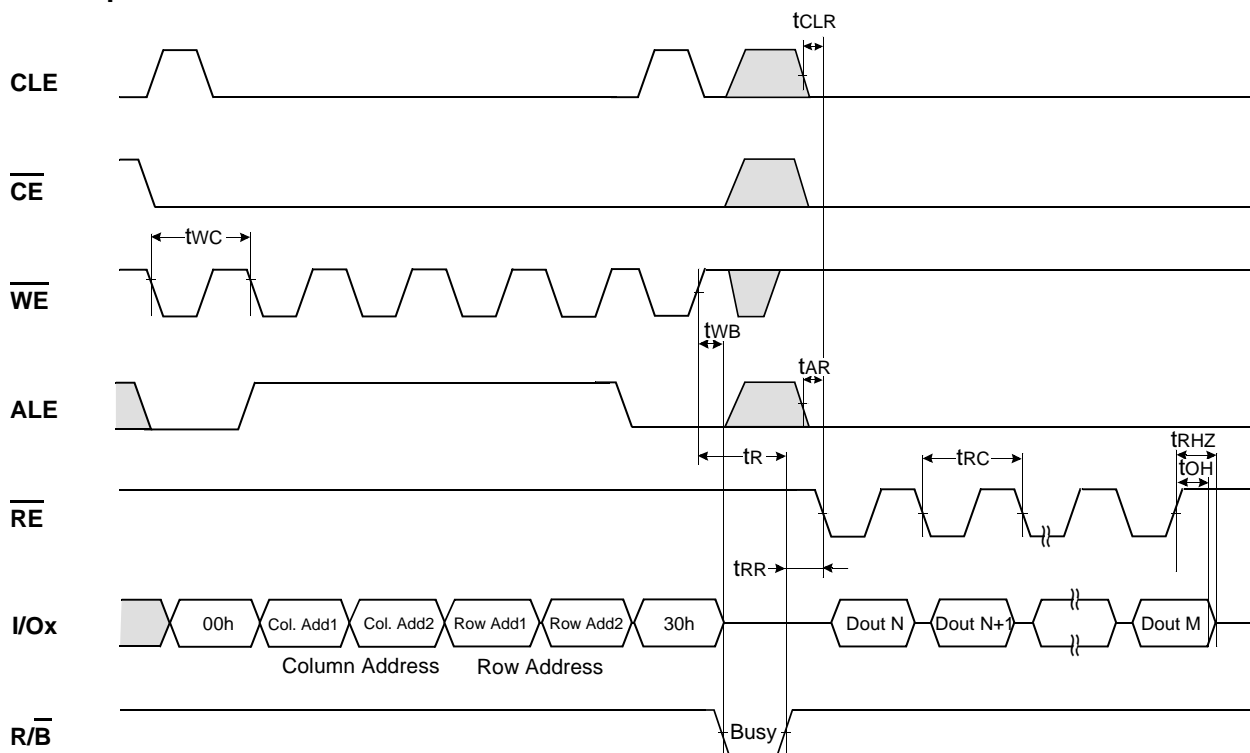 tCLR
CLE
CE
tWC
WE
tWB
tAR
ALE
tR
tRC
tRHZ
tOH
RE
tRR
I/Ox
00h
Col. Add1
Col. Add2
Row Add1
Row Add2
30h
Dout N
Dout N+1
Dout M
Column Address
Row Address
R/B
Busy